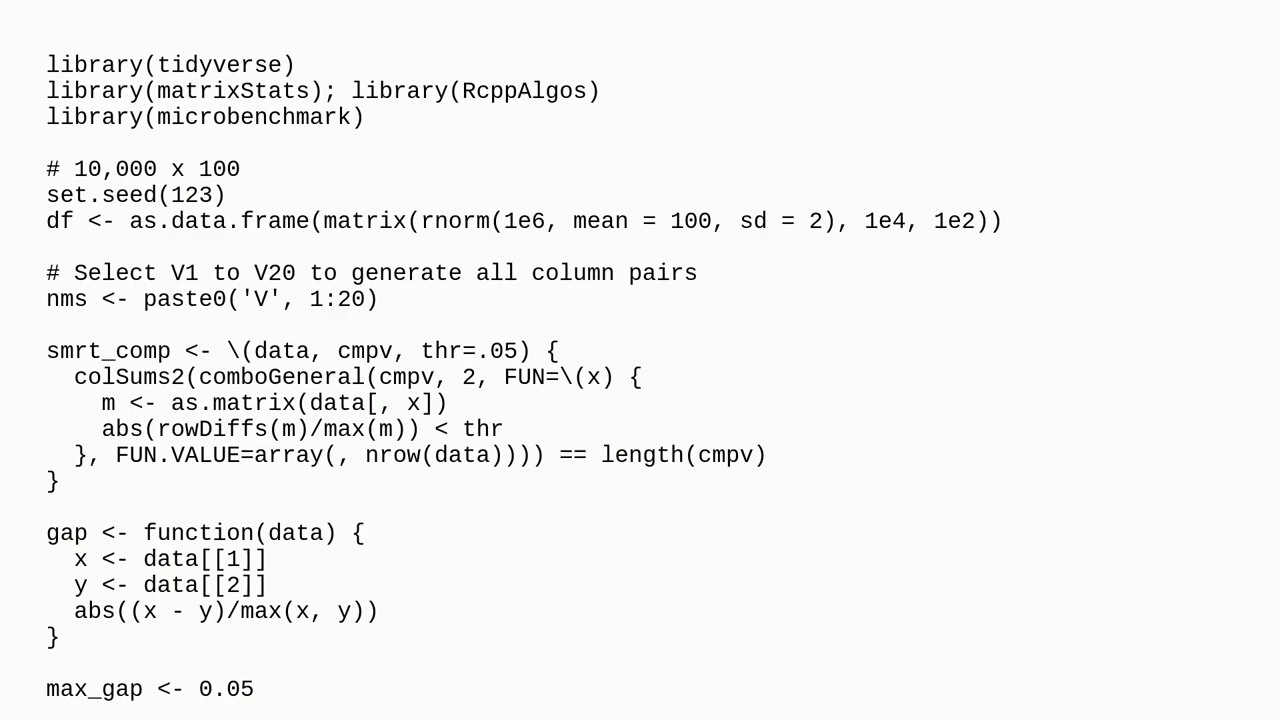 library(tidyverse)
library(matrixStats); library(RcppAlgos)
library(microbenchmark)

# 10,000 x 100
set.seed(123)
df <- as.data.frame(matrix(rnorm(1e6, mean = 100, sd = 2), 1e4, 1e2))

# Select V1 to V20 to generate all column pairs
nms <- paste0('V', 1:20)

smrt_comp <- \(data, cmpv, thr=.05) {
  colSums2(comboGeneral(cmpv, 2, FUN=\(x) {
    m <- as.matrix(data[, x])
    abs(rowDiffs(m)/max(m)) < thr
  }, FUN.VALUE=array(, nrow(data)))) == length(cmpv)
}

gap <- function(data) {
  x <- data[[1]]
  y <- data[[2]]
  abs((x - y)/max(x, y))
}

max_gap <- 0.05